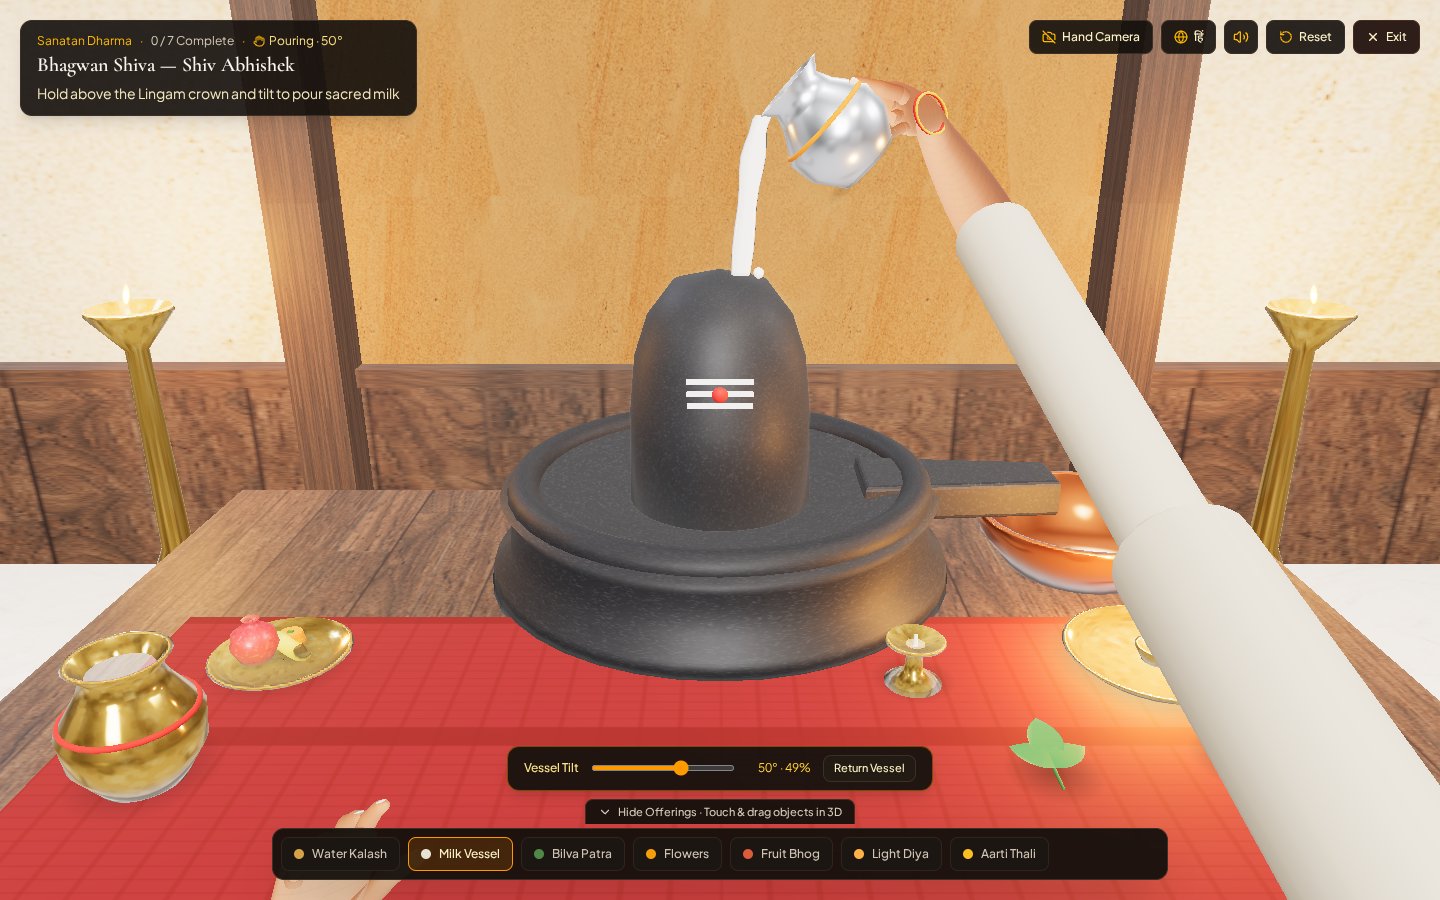 Sanatan Dharma · 0 / 7 Complete · Pouring · 50°
Bhagwan Shiva — Shiv Abhishek
Hold above the Lingam crown and tilt to pour sacred milk
Hand Camera
हिं
Reset
Exit
Vessel Tilt 50° · 49% Return Vessel
Hide Offerings · Touch & drag objects in 3D
Water Kalash
Milk Vessel
Bilva Patra
Flowers
Fruit Bhog
Light Diya
Aarti Thali